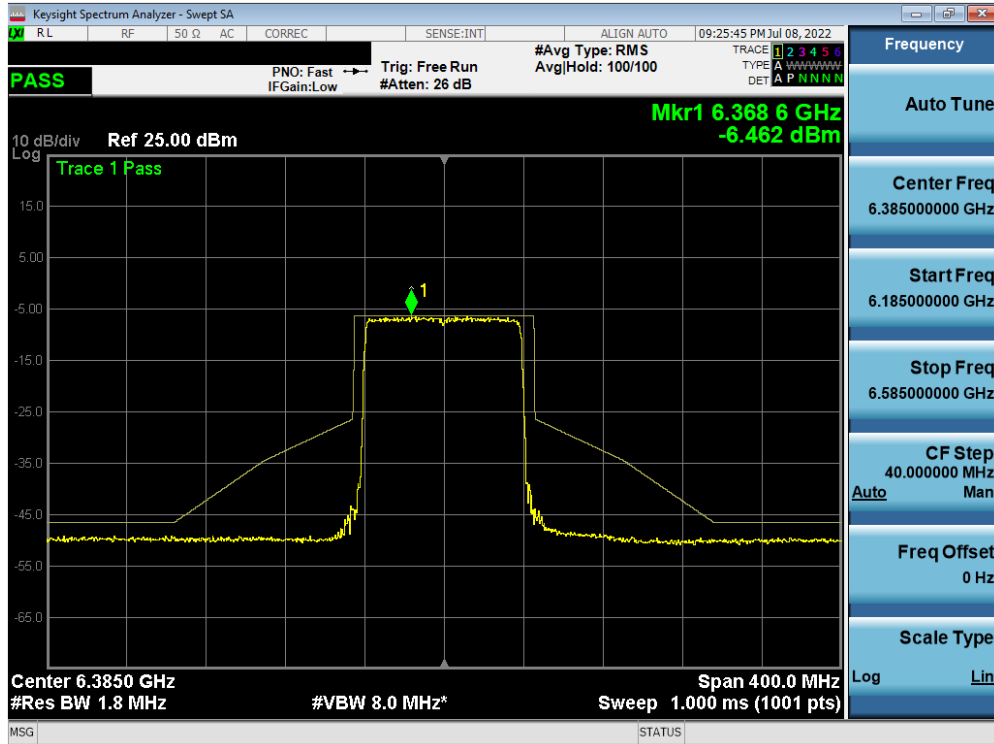 Keysight Spectrum Analyzer - Swept SA
LXI RL RF 50 Ω AC CORREC SENSE:INT ALIGN AUTO 09:25:45 PM Jul 08, 2022
PASS
PNO: Fast
IFGain:Low
Trig: Free Run
#Atten: 26 dB
#Avg Type: RMS
Avg|Hold: 100/100
TRACE 1 2 3 4 5 6
TYPE A WWWWW
DET A P N N N N
Mkr1 6.368 6 GHz
-6.462 dBm
10 dB/div
Log
Ref 25.00 dBm
Trace 1 Pass
15.0
5.00
-5.00
-15.0
-25.0
-35.0
-45.0
-55.0
-65.0
1
Center 6.3850 GHz
#Res BW 1.8 MHz
#VBW 8.0 MHz*
Span 400.0 MHz
Sweep 1.000 ms (1001 pts)
MSG
STATUS
Frequency
Auto Tune
Center Freq
6.385000000 GHz
Start Freq
6.185000000 GHz
Stop Freq
6.585000000 GHz
CF Step
40.000000 MHz
Auto Man
Freq Offset
0 Hz
Scale Type
Log Lin